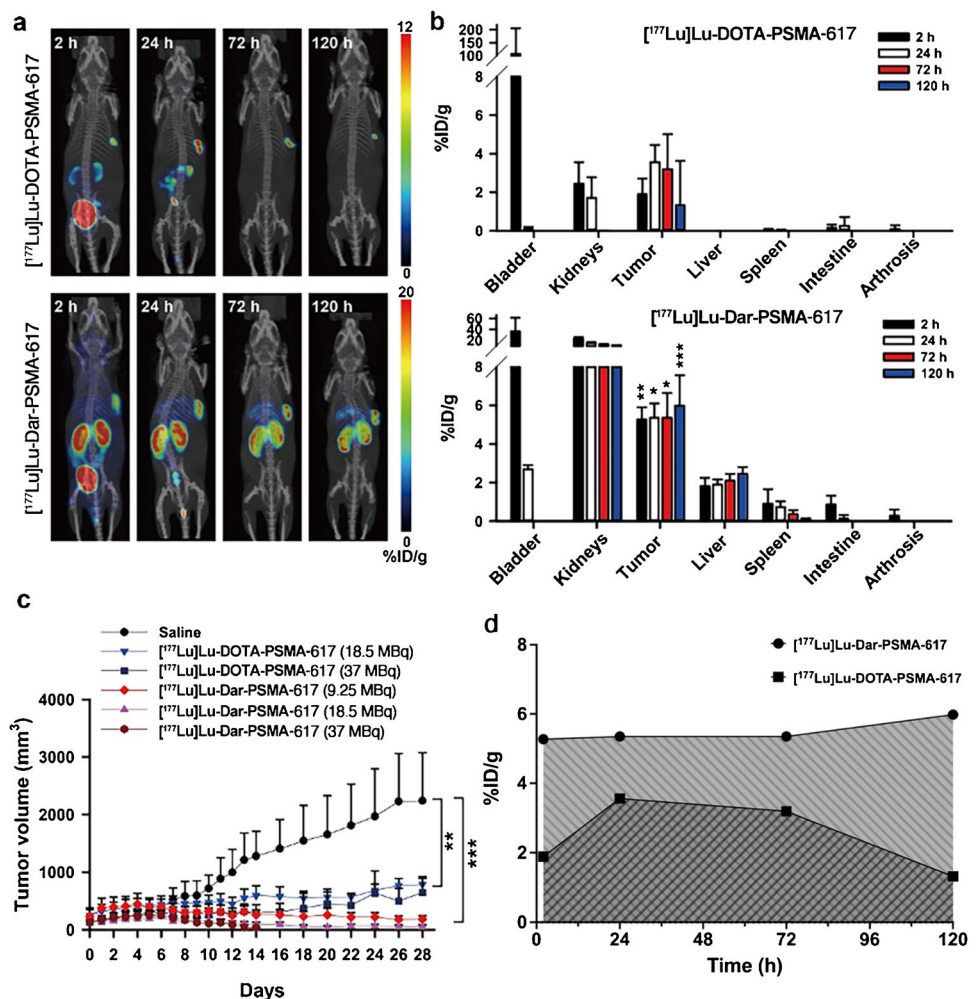 a
2 h 24 h 72 h 120 h
[¹⁷⁷Lu]Lu-DOTA-PSMA-617
12
10
8
6
4
2
0
2 h 24 h 72 h 120 h
[¹⁷⁷Lu]Lu-Dar-PSMA-617
20
15
10
5
0
%ID/g
b
[¹⁷⁷Lu]Lu-DOTA-PSMA-617
2 h
24 h
72 h
120 h
%ID/g
200
150
100
8
6
4
2
0
Bladder Kidneys Tumor Liver Spleen Intestine Arthrosis
[¹⁷⁷Lu]Lu-Dar-PSMA-617
2 h
24 h
72 h
120 h
%ID/g
60
40
20
8
6
4
2
0
** * * ***
Bladder Kidneys Tumor Liver Spleen Intestine Arthrosis
c
Saline
[¹⁷⁷Lu]Lu-DOTA-PSMA-617 (18.5 MBq)
[¹⁷⁷Lu]Lu-DOTA-PSMA-617 (37 MBq)
[¹⁷⁷Lu]Lu-Dar-PSMA-617 (9.25 MBq)
[¹⁷⁷Lu]Lu-Dar-PSMA-617 (18.5 MBq)
[¹⁷⁷Lu]Lu-Dar-PSMA-617 (37 MBq)
Tumor volume (mm³)
4000
3000
2000
1000
0
** ***
0 2 4 6 8 10 12 14 16 18 20 22 24 26 28
Days
d
[¹⁷⁷Lu]Lu-Dar-PSMA-617
[¹⁷⁷Lu]Lu-DOTA-PSMA-617
%ID/g
8
6
4
2
0
0 24 48 72 96 120
Time (h)